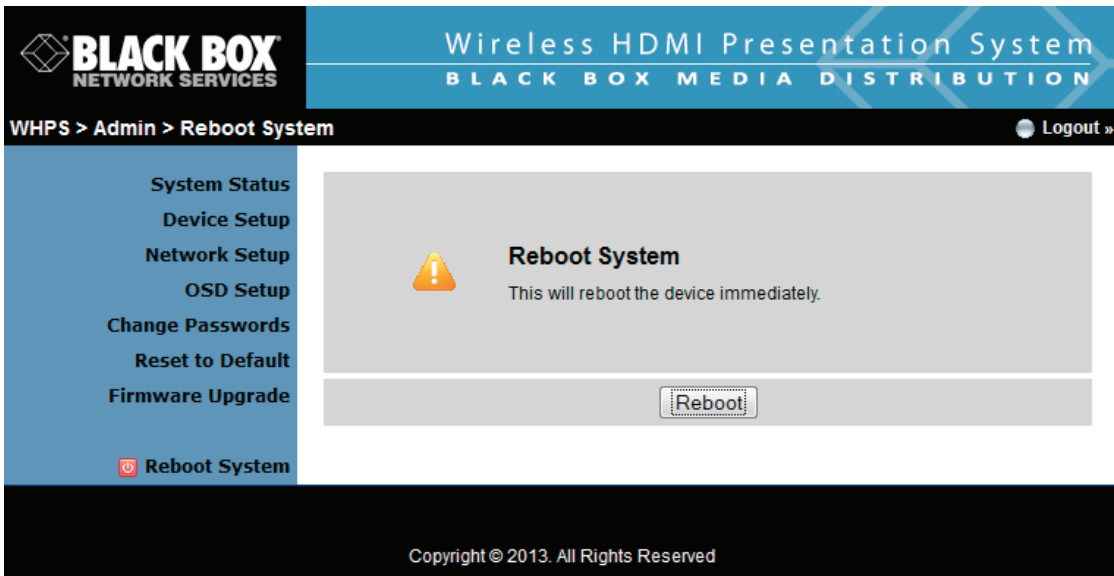 BLACK BOX
NETWORK SERVICES
Wireless HDMI Presentation System
BLACK BOX MEDIA DISTRIBUTION
WHPS > Admin > Reboot System
Logout »
System Status
Device Setup
Network Setup
OSD Setup
Change Passwords
Reset to Default
Firmware Upgrade
Reboot System
Reboot System
This will reboot the device immediately.
Reboot
Copyright © 2013. All Rights Reserved